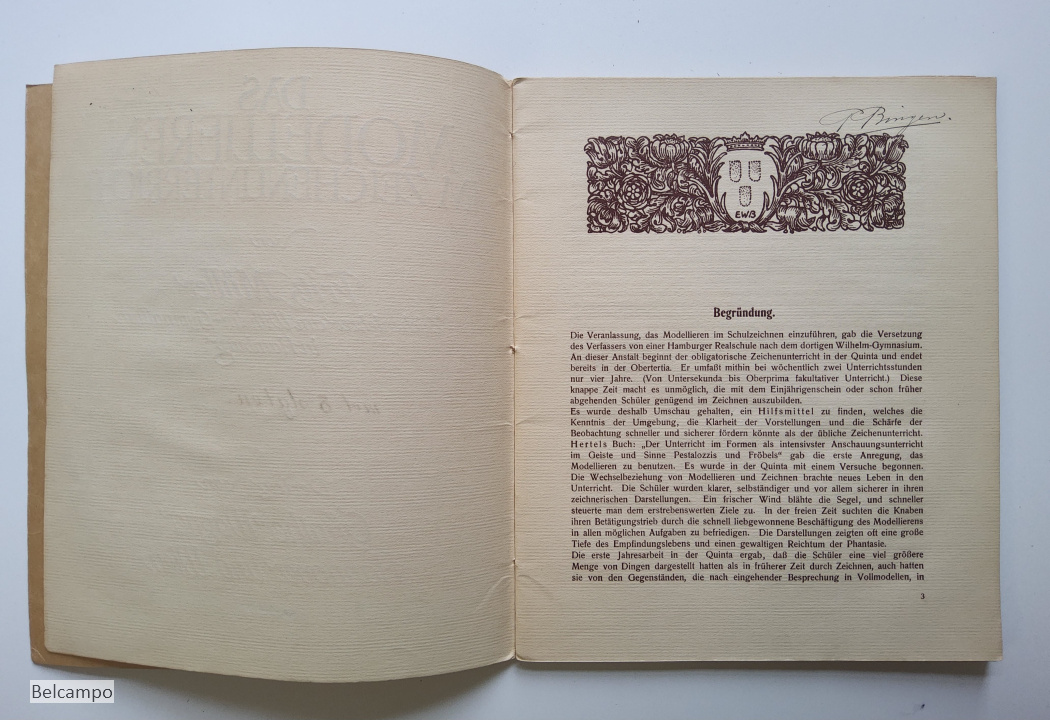 Bingen.
EWB
Begründung.
Die Veranlassung, das Modellieren im Schulzeichnen einzuführen, gab die Versetzung
des Verfassers von einer Hamburger Realschule nach dem dortigen Wilhelm-Gymnasium.
An dieser Anstalt beginnt der obligatorische Zeichenunterricht in der Quinta und endet
bereits in der Obertertia. Er umfaßt mithin bei wöchentlich zwei Unterrichtsstunden
nur vier Jahre. (Von Untersekunda bis Oberprima fakultativer Unterricht.) Diese
knappe Zeit macht es unmöglich, die mit dem Einjährigenschein oder schon früher
abgehenden Schüler genügend im Zeichnen auszubilden.
Es wurde deshalb Umschau gehalten, ein Hilfsmittel zu finden, welches die
Kenntnis der Umgebung, die Klarheit der Vorstellungen und die Schärfe der
Beobachtung schneller und sicherer fördern könnte als der übliche Zeichenunterricht.
Hertels Buch: „Der Unterricht im Formen als intensivster Anschauungsunterricht
im Geiste und Sinne Pestalozzis und Fröbels“ gab die erste Anregung, das
Modellieren zu benutzen. Es wurde in der Quinta mit einem Versuche begonnen.
Die Wechselbeziehung von Modellieren und Zeichnen brachte neues Leben in den
Unterricht. Die Schüler wurden klarer, selbständiger und vor allem sicherer in ihren
zeichnerischen Darstellungen. Ein frischer Wind blähte die Segel, und schneller
steuerte man dem erstrebenswerten Ziele zu. In der freien Zeit suchten die Knaben
ihren Betätigungstrieb durch die schnell liebgewonnene Beschäftigung des Modellierens
in allen möglichen Aufgaben zu befriedigen. Die Darstellungen zeigten oft eine große
Tiefe des Empfindungslebens und einen gewaltigen Reichtum der Phantasie.
Die erste Jahresarbeit in der Quinta ergab, daß die Schüler eine viel größere
Menge von Dingen dargestellt hatten als in früherer Zeit durch Zeichnen, auch hatten
sie von den Gegenständen, die nach eingehender Besprechung in Vollmodellen, in
3
Belcampo